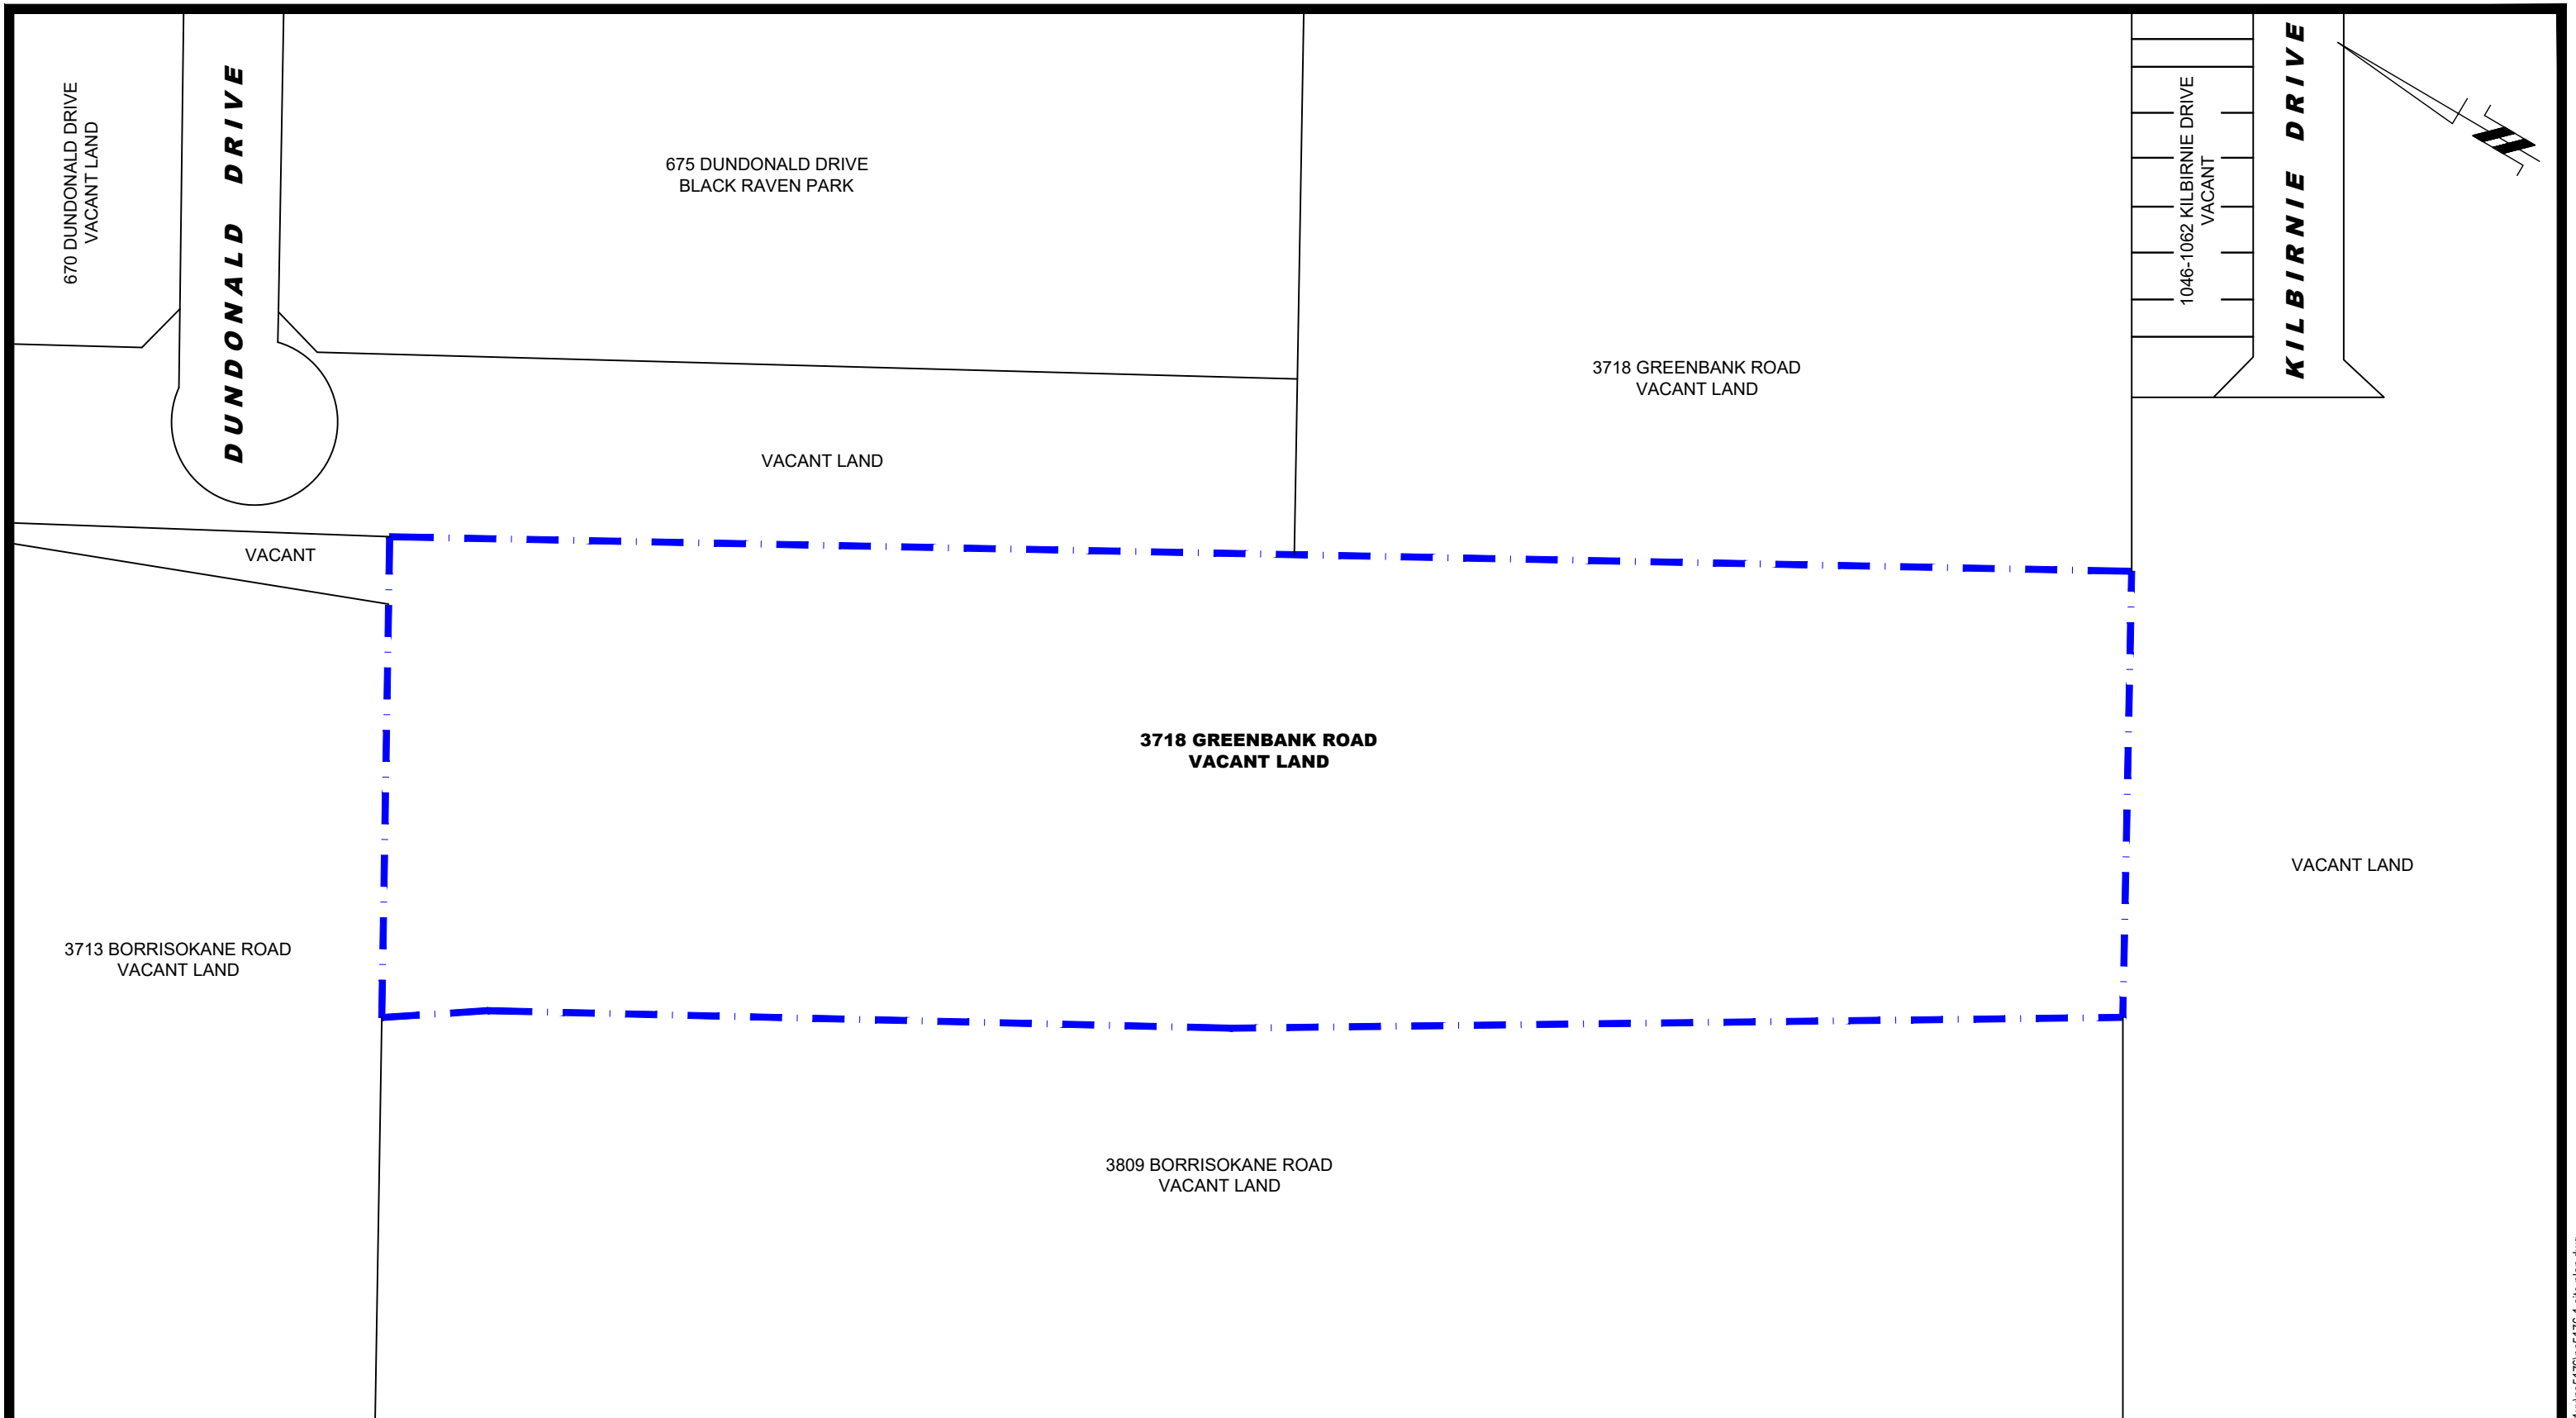 670 DUNDONALD DRIVE
VACANT LAND
DUNDONALD DRIVE
675 DUNDONALD DRIVE
BLACK RAVEN PARK
3718 GREENBANK ROAD
VACANT LAND
1046-1062 KILBIRNIE DRIVE
VACANT
KILBIRNIE DRIVE
VACANT LAND
VACANT
3718 GREENBANK ROAD
VACANT LAND
VACANT LAND
3713 BORRISOKANE ROAD
VACANT LAND
3809 BORRISOKANE ROAD
VACANT LAND